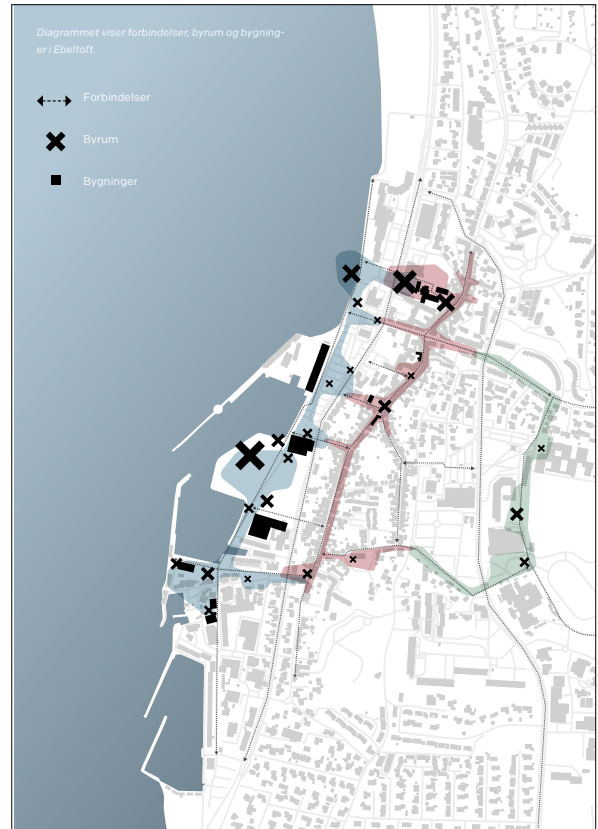 Diagrammet viser forbindelser, byrum og bygning-
er i Ebeltoft.
Forbindelser
Byrum
Bygninger